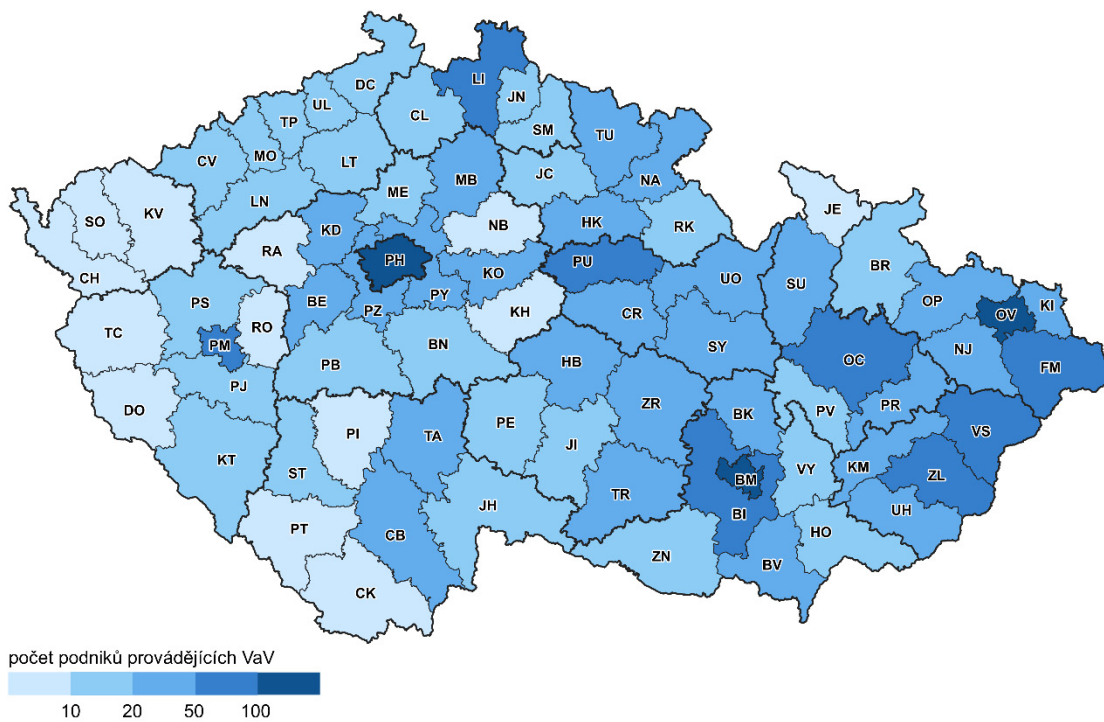 DC
LI
UL
JN
CL
TP
SM
TU
CV
MO
LT
MB
JC
NA
LN
ME
SO
KV
KD
NB
HK
RK
JE
RA
PH
PU
BR
CH
KO
UO
SU
PS
BE
PZ
PY
OP
KI
TC
RO
KH
CR
OV
PM
BN
SY
NJ
PB
HB
OC
FM
PJ
DO
ZR
PR
PI
TA
PE
PV
VS
KT
ST
JI
BK
VY
KM
ZL
BM
TR
JH
BI
UH
PT
CB
HO
ZN
BV
CK
počet podniků provádějících VaV
10 20 50 100